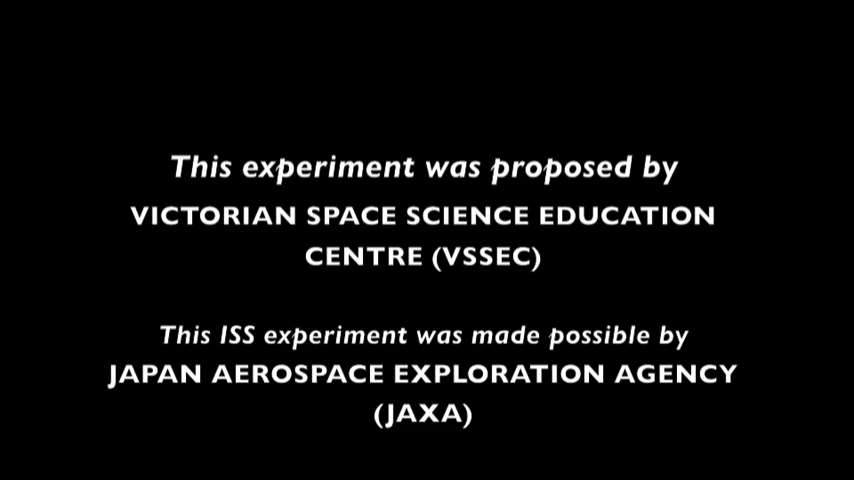 This experiment was proposed by
VICTORIAN SPACE SCIENCE EDUCATION
CENTRE (VSSEC)
This ISS experiment was made possible by
JAPAN AEROSPACE EXPLORATION AGENCY
(JAXA)